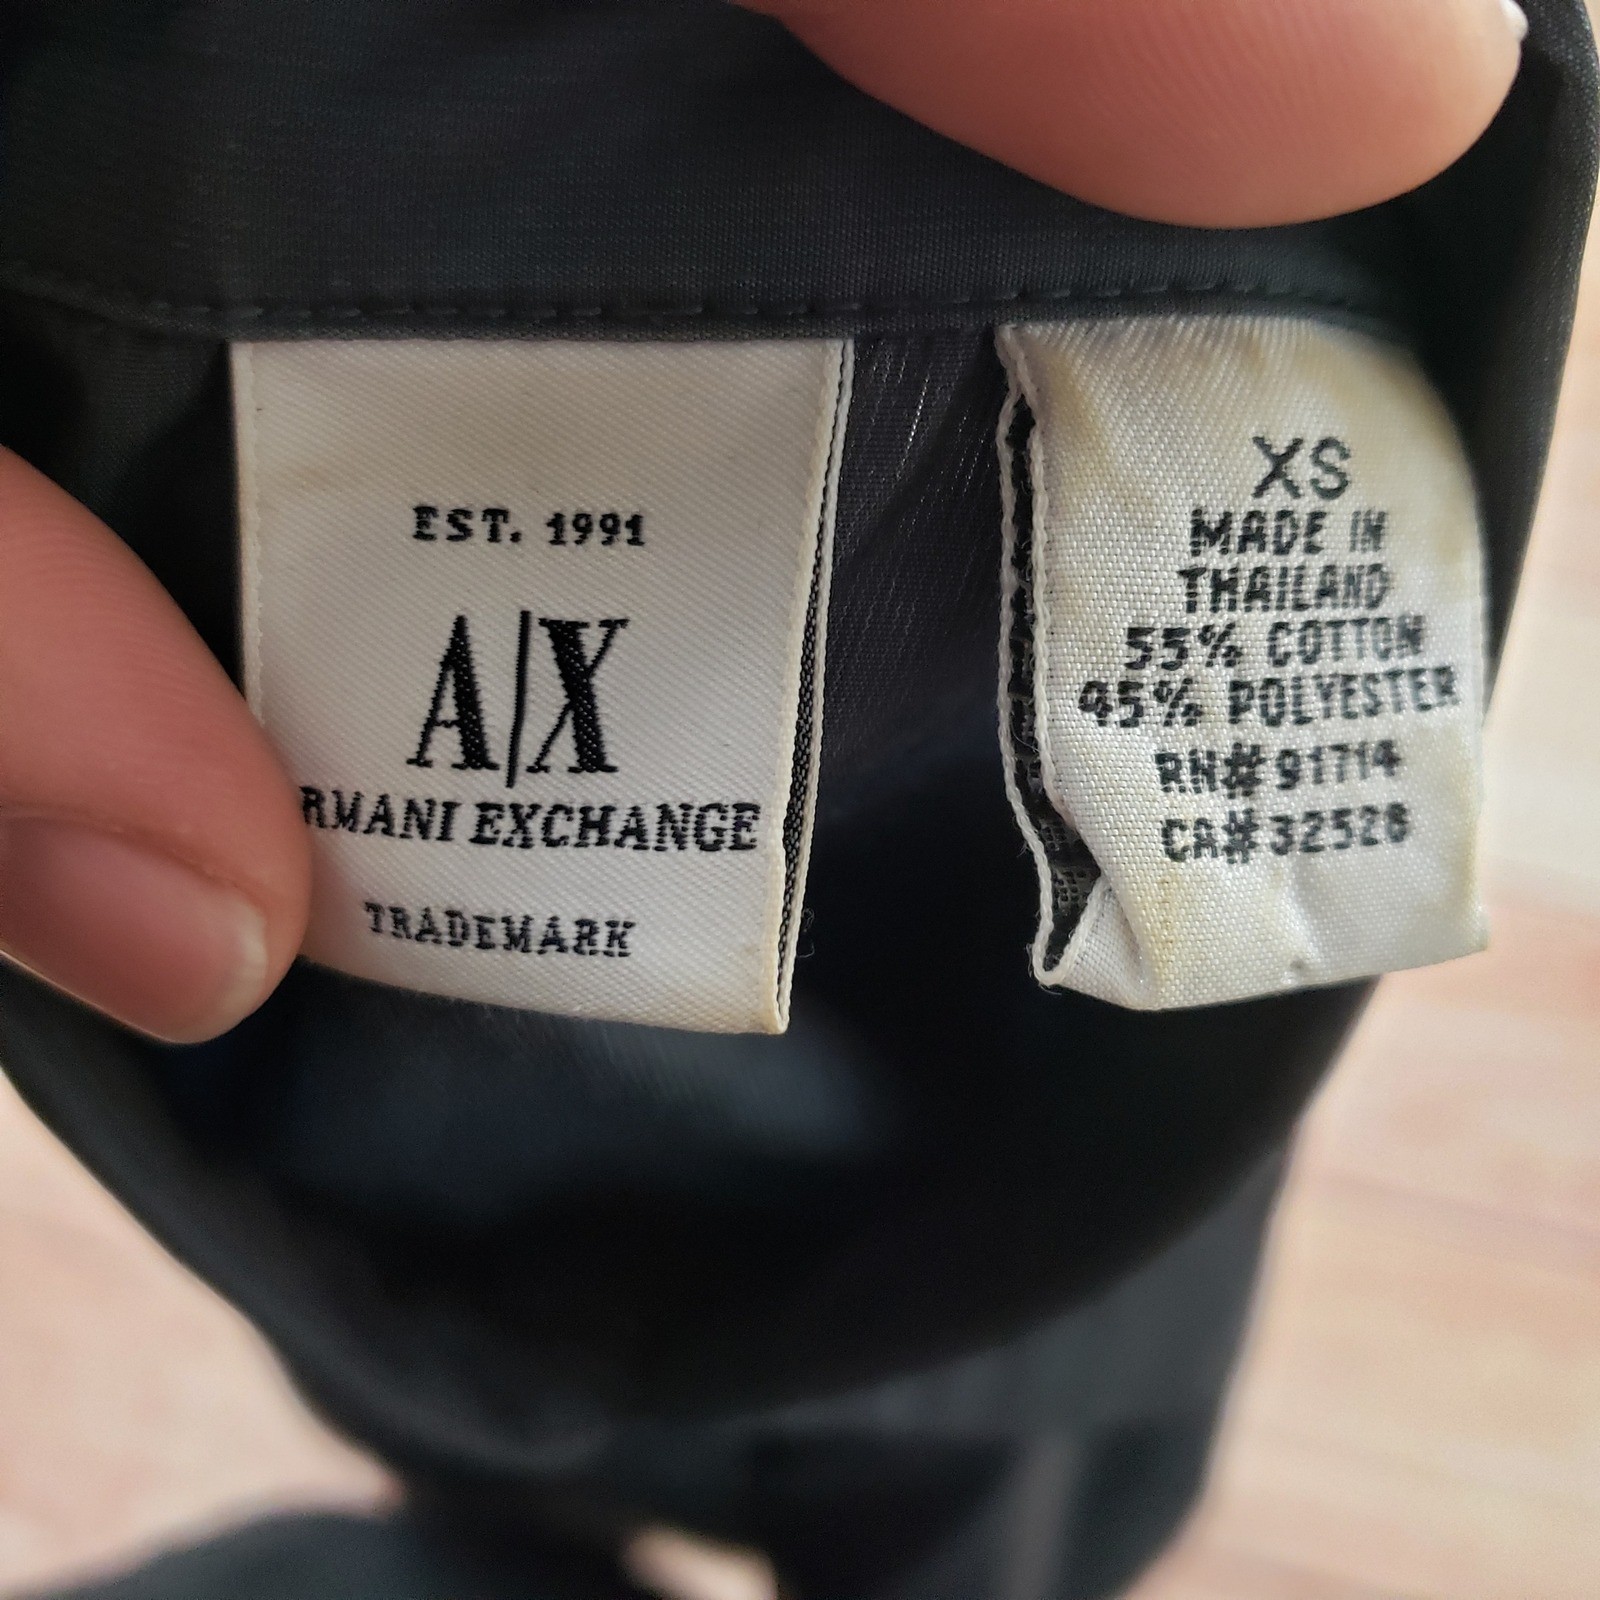 EST. 1991
A|X
RMANI EXCHANGE
TRADEMARK
XS
MADE IN
THAILAND
55% COTTON
45% POLYESTER
RN#91714
CA#32526